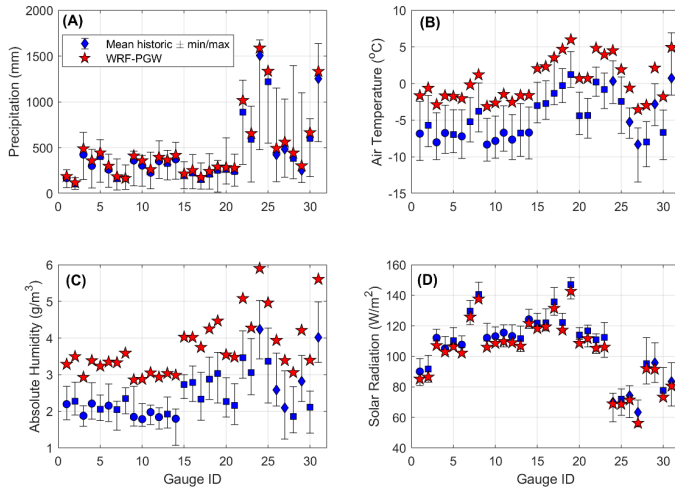 (A)
2000
1500
1000
500
0
Precipitation (mm)
Mean historic ± min/max
WRF-PGW
0 5 10 15 20 25 30
(B)
10
5
0
-5
-10
-15
Air Temperature (⁰C)
0 5 10 15 20 25 30
(C)
6
5
4
3
2
1
0
Absolute Humidity (g/m³)
0 5 10 15 20 25 30
Gauge ID
(D)
160
140
120
100
80
60
40
Solar Radiation (W/m²)
0 5 10 15 20 25 30
Gauge ID